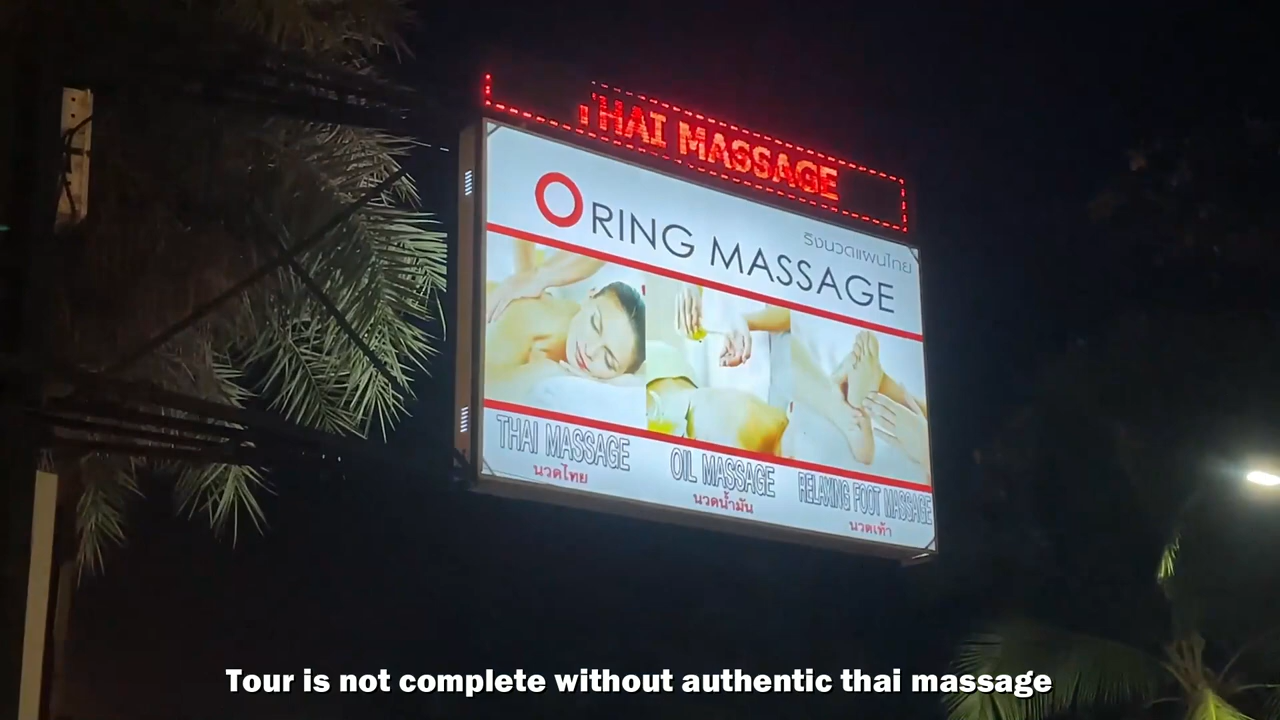 THAI MASSAGE
RING MASSAGE
ริงนวดแผนไทย
THAI MASSAGE
นวดไทย
OIL MASSAGE
นวดน้ำมัน
RELAXING FOOT MASSAGE
นวดเท้า
Tour is not complete without authentic thai massage